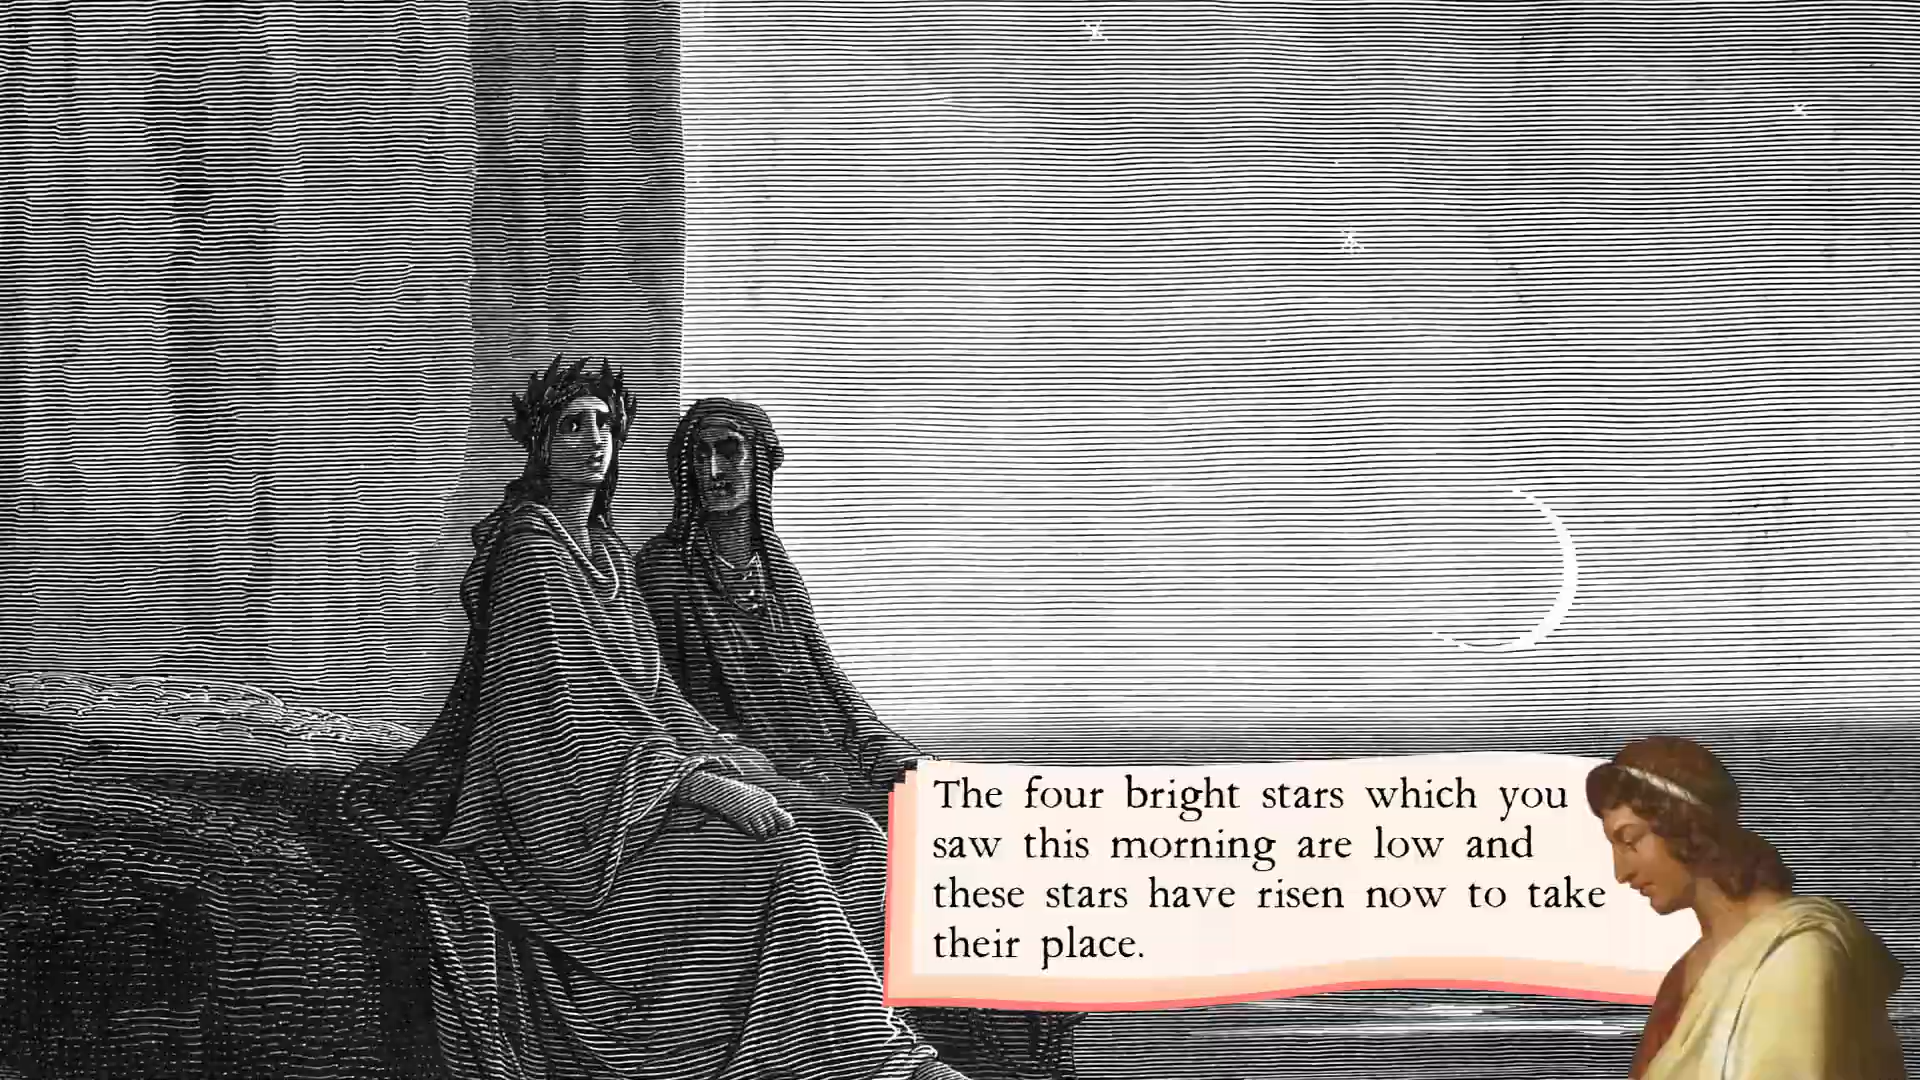 The four bright stars which you
saw this morning are low and
these stars have risen now to take
their place.